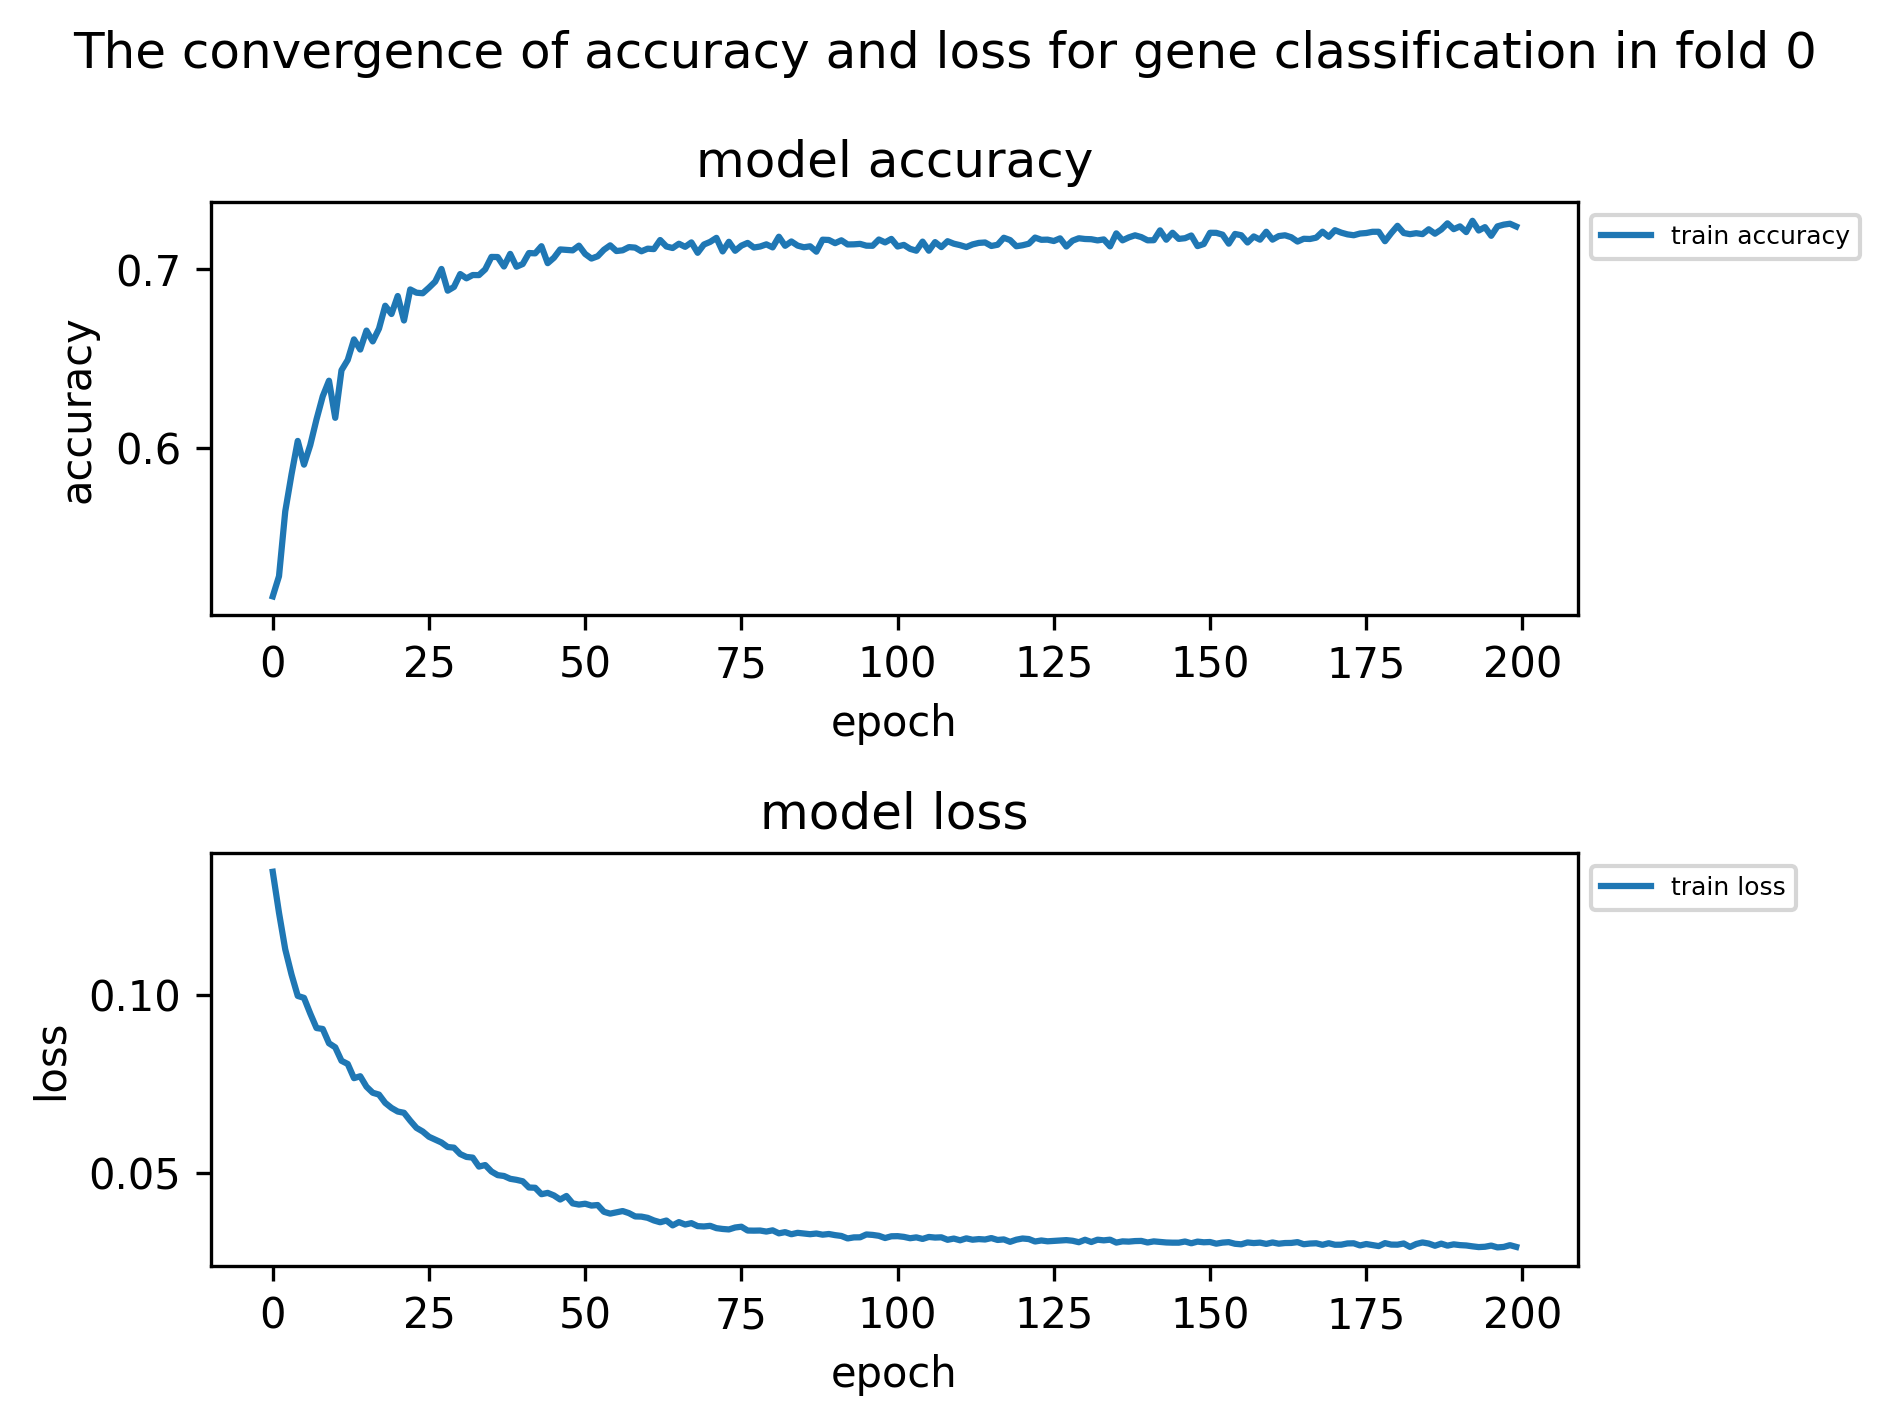 The convergence of accuracy and loss for gene classification in fold 0
model accuracy
train accuracy
0.7
0.6
accuracy
0 25 50 75 100 125 150 175 200
epoch
model loss
train loss
0.10
0.05
loss
0 25 50 75 100 125 150 175 200
epoch